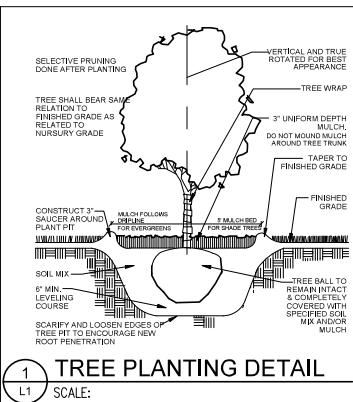 SELECTIVE PRUNING
DONE AFTER PLANTING
TREE SHALL BEAR SAME
RELATION TO
FINISHED GRADE AS
RELATED TO
NURSURY GRADE
VERTICAL AND TRUE
ROTATED FOR BEST
APPEARANCE
TREE WRAP
3" UNIFORM DEPTH
MULCH.
DO NOT MOUND MULCH
AROUND TREE TRUNK
TAPER TO
FINISHED GRADE
FINISHED
GRADE
CONSTRUCT 3"
SAUCER AROUND
PLANT PIT
MULCH FOLLOWS
DRIPLINE
FOR EVERGREENS
5' MULCH BED
FOR SHADE TREES
SOIL MIX
6" MIN.
LEVELING
COURSE
SCARIFY AND LOOSEN EDGES OF
TREE PIT TO ENCOURAGE NEW
ROOT PENETRATION
TREE BALL TO
REMAIN INTACT
& COMPLETELY
COVERED WITH
SPECIFIED SOIL
MIX AND/OR
MULCH
1
L1
TREE PLANTING DETAIL
SCALE: